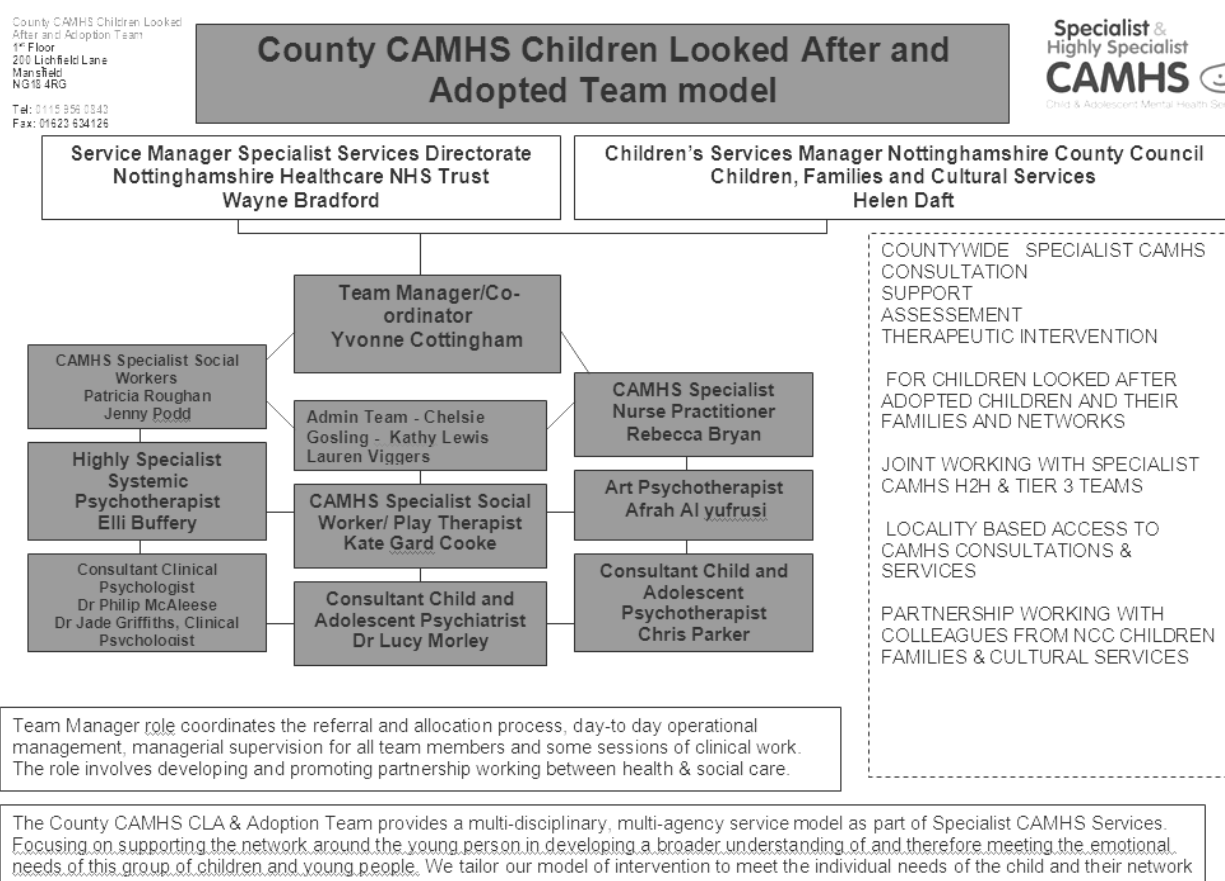 County CAMHS Children Looked
After and Adoption Team
1st Floor
200 Lichfield Lane
Mansfield
NG18 4RG
Tel: 0115 956 0843
Fax: 01623 634126
County CAMHS Children Looked After and
Adopted Team model
Specialist &
Highly Specialist
CAMHS
Child & Adolescent Mental Health
Service Manager Specialist Services Directorate
Nottinghamshire Healthcare NHS Trust
Wayne Bradford
Children's Services Manager Nottinghamshire County Council
Children, Families and Cultural Services
Helen Daft
Team Manager/Co-
ordinator
Yvonne Cottingham
CAMHS Specialist Social
Workers
Patricia Roughan
Jenny Podd
Admin Team - Chelsie
Gosling - Kathy Lewis
Lauren Viggers
CAMHS Specialist
Nurse Practitioner
Rebecca Bryan
Highly Specialist
Systemic
Psychotherapist
Elli Buffery
CAMHS Specialist Social
Worker/ Play Therapist
Kate Gard Cooke
Art Psychotherapist
Afrah Al yufrusi
Consultant Clinical
Psychologist
Dr Philip McAleese
Dr Jade Griffiths, Clinical
Psychologist
Consultant Child and
Adolescent Psychiatrist
Dr Lucy Morley
Consultant Child and
Adolescent
Psychotherapist
Chris Parker
COUNTYWIDE SPECIALIST CAMHS
CONSULTATION
SUPPORT
ASSESSEMENT
THERAPEUTIC INTERVENTION
FOR CHILDREN LOOKED AFTER
ADOPTED CHILDREN AND THEIR
FAMILIES AND NETWORKS
JOINT WORKING WITH SPECIALIST
CAMHS H2H & TIER 3 TEAMS
LOCALITY BASED ACCESS TO
CAMHS CONSULTATIONS &
SERVICES
PARTNERSHIP WORKING WITH
COLLEAGUES FROM NCC CHILDREN
FAMILIES & CULTURAL SERVICES
Team Manager role coordinates the referral and allocation process, day-to day operational
management, managerial supervision for all team members and some sessions of clinical work.
The role involves developing and promoting partnership working between health & social care.
The County CAMHS CLA & Adoption Team provides a multi-disciplinary, multi-agency service model as part of Specialist CAMHS Services.
Focusing on supporting the network around the young person in developing a broader understanding of and therefore meeting the emotional
needs of this group of children and young people. We tailor our model of intervention to meet the individual needs of the child and their network